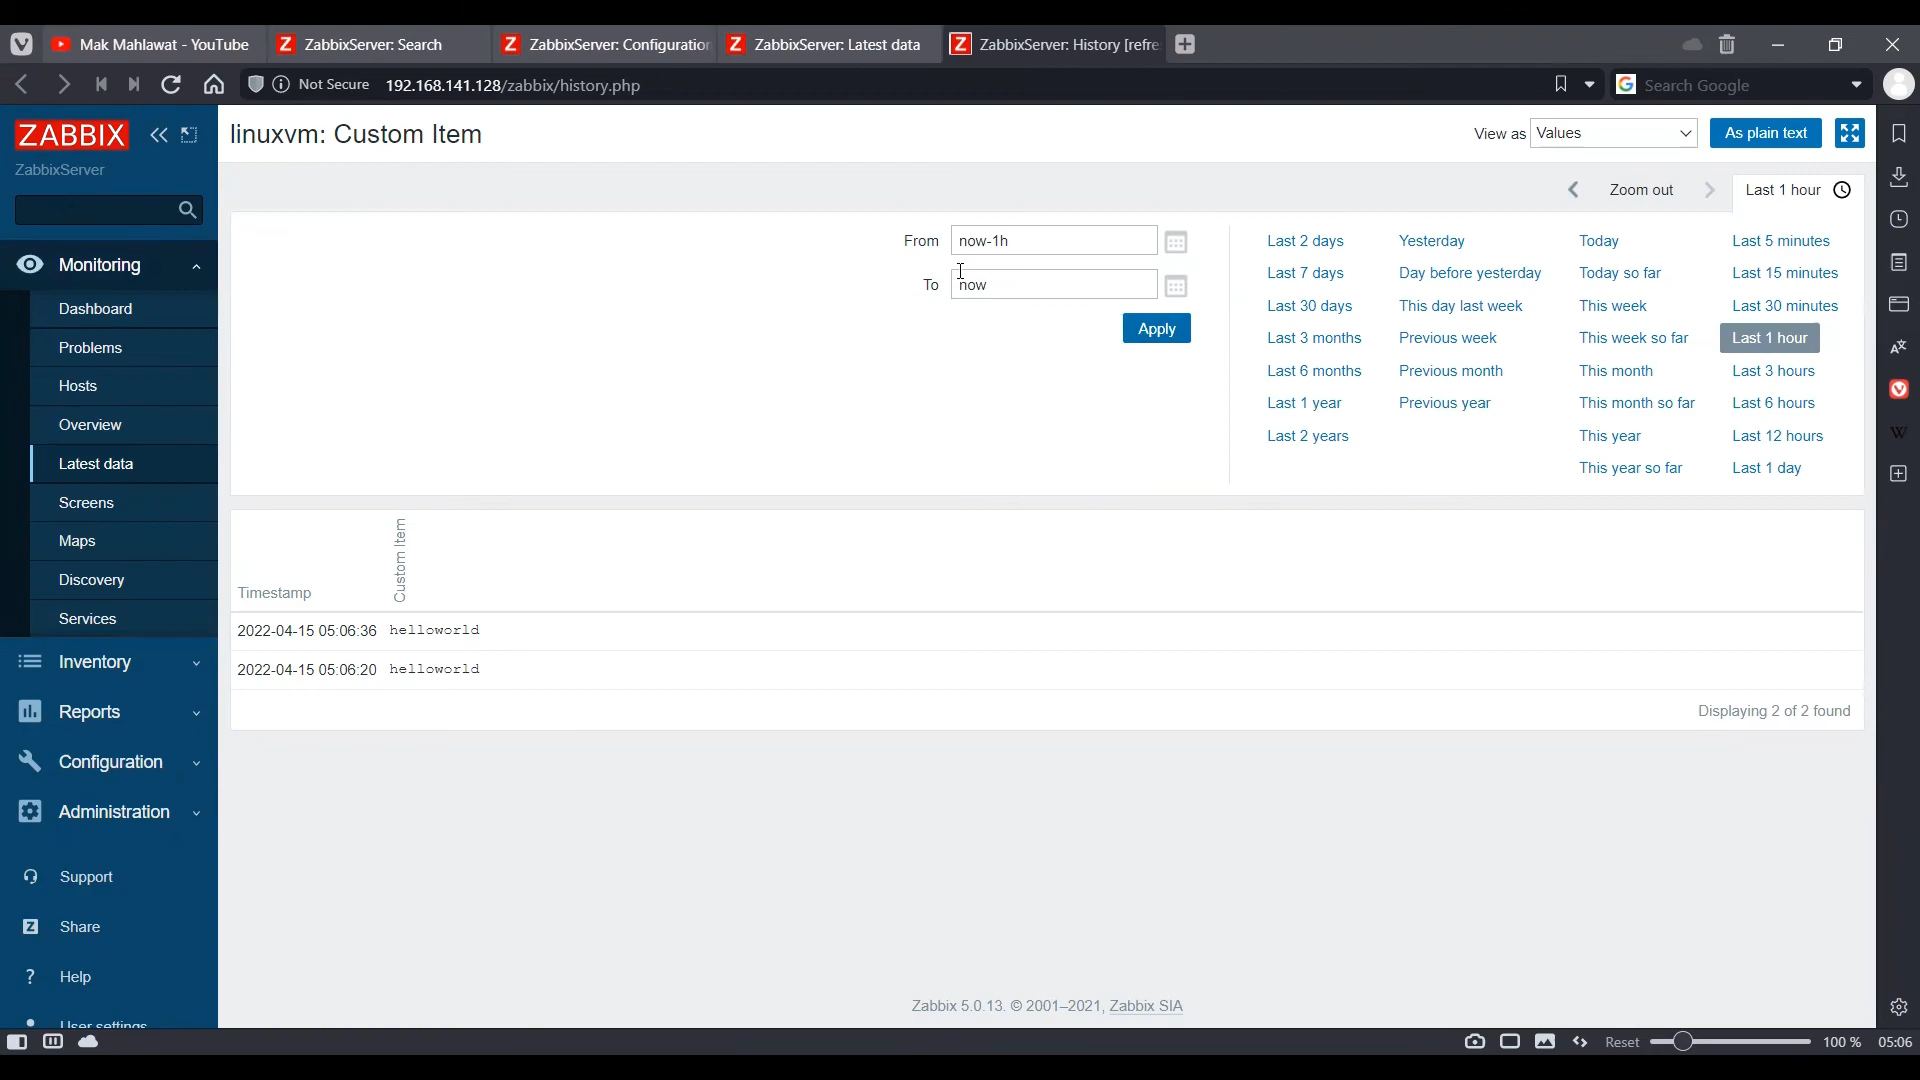 Mak Mahlawat - YouTube
ZabbixServer: Search
ZabbixServer: Configuration
ZabbixServer: Latest data
ZabbixServer: History [refre
Not Secure
192.168.141.128/zabbix/history.php
Search Google
ZABBIX
ZabbixServer
Monitoring
Dashboard
Problems
Hosts
Overview
Latest data
Screens
Maps
Discovery
Services
Inventory
Reports
Configuration
Administration
Support
Share
Help
User settings
linuxvm: Custom Item
View as
Values
As plain text
Zoom out
Last 1 hour
From
now-1h
To
now
Apply
Last 2 days
Yesterday
Today
Last 5 minutes
Last 7 days
Day before yesterday
Today so far
Last 15 minutes
Last 30 days
This day last week
This week
Last 30 minutes
Last 3 months
Previous week
This week so far
Last 1 hour
Last 6 months
Previous month
This month
Last 3 hours
Last 1 year
Previous year
This month so far
Last 6 hours
Last 2 years
This year
Last 12 hours
This year so far
Last 1 day
Timestamp
Custom Item
2022-04-15 05:06:36 helloworld
2022-04-15 05:06:20 helloworld
Displaying 2 of 2 found
Zabbix 5.0.13. © 2001–2021, Zabbix SIA
Reset
100 %
05:06